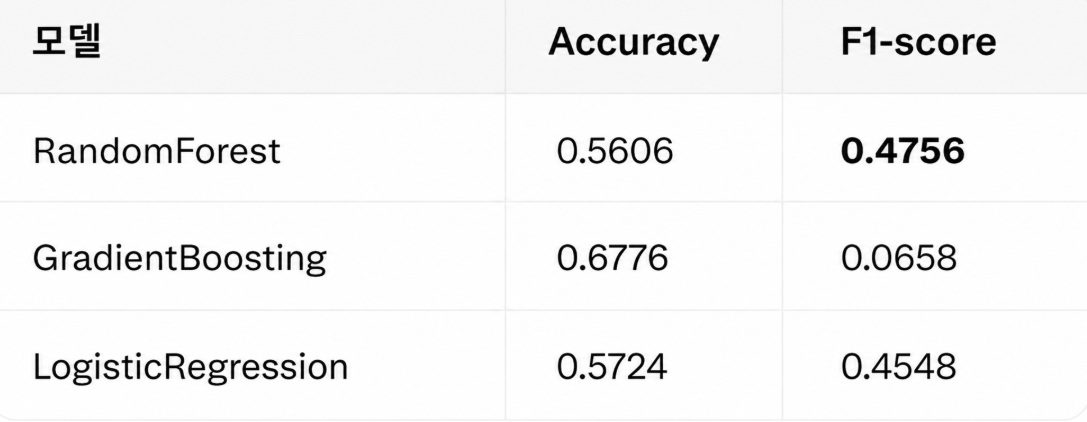 모델 Accuracy F1-score
RandomForest 0.5606 0.4756
GradientBoosting 0.6776 0.0658
LogisticRegression 0.5724 0.4548